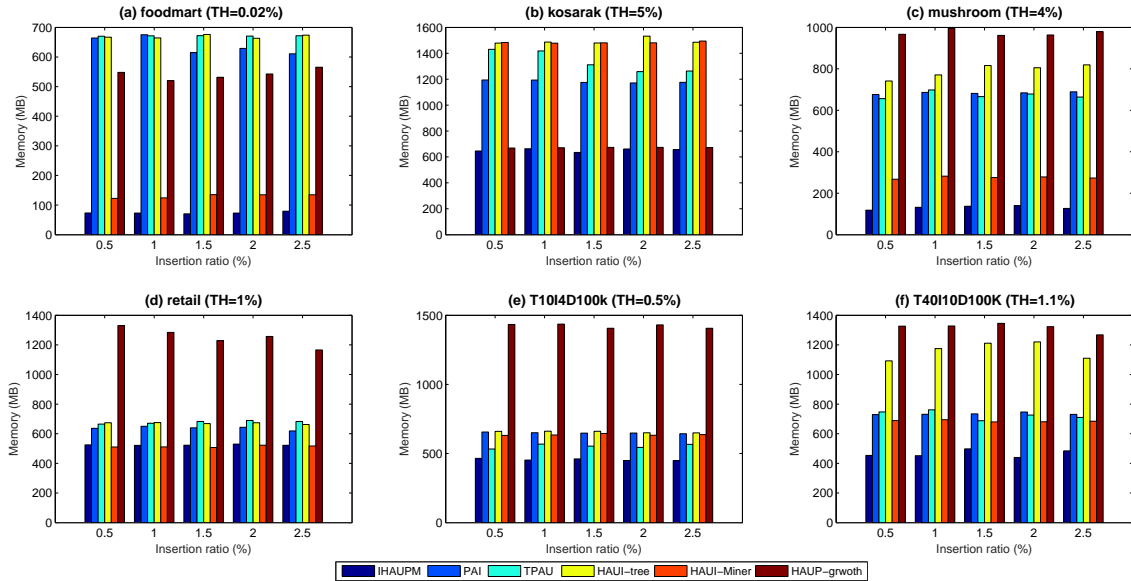 (a) foodmart (TH=0.02%)
Memory (MB)
700
600
500
400
300
200
100
0
0.5 1 1.5 2 2.5
Insertion ratio (%)
(b) kosarak (TH=5%)
Memory (MB)
1600
1400
1200
1000
800
600
400
200
0
0.5 1 1.5 2 2.5
Insertion ratio (%)
(c) mushroom (TH=4%)
Memory (MB)
1000
800
600
400
200
0
0.5 1 1.5 2 2.5
Insertion ratio (%)
(d) retail (TH=1%)
Memory (MB)
1400
1200
1000
800
600
400
200
0
0.5 1 1.5 2 2.5
Insertion ratio (%)
(e) T10I4D100k (TH=0.5%)
Memory (MB)
1500
1000
500
0
0.5 1 1.5 2 2.5
Insertion ratio (%)
(f) T40I10D100K (TH=1.1%)
Memory (MB)
1400
1200
1000
800
600
400
200
0
0.5 1 1.5 2 2.5
Insertion ratio (%)
IHAUPM PAI TPAU HAUI-tree HAUI-Miner HAUP-grwoth